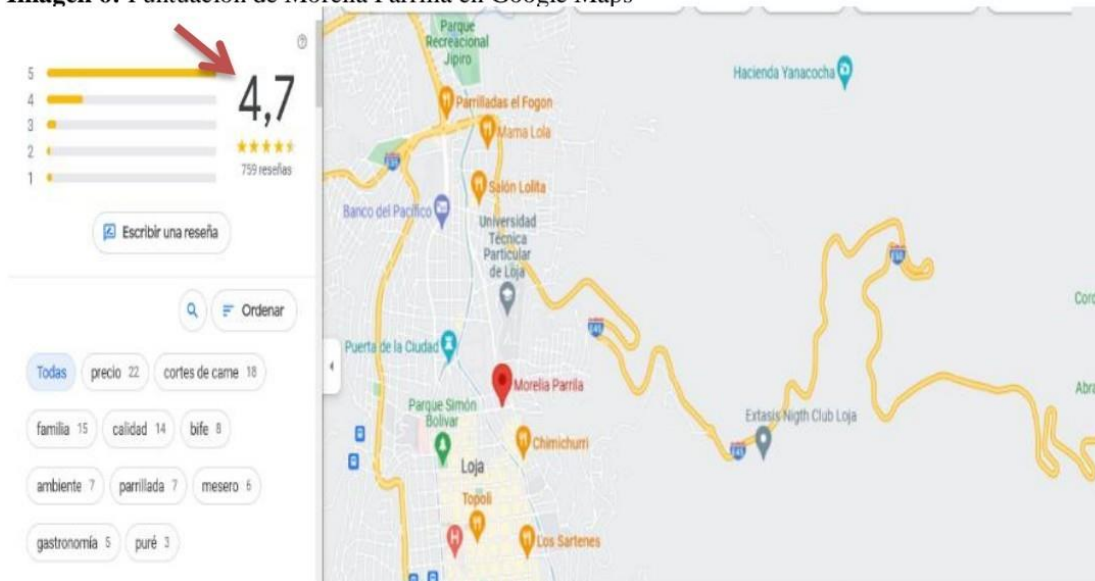 Imagen 6: Puntuación de Morelia Parrilla en Google Maps
5
4
3
2
1
4,7
759 reseñas
Escribir una reseña
Ordenar
Todas
precio 22
cortes de carne 18
familia 15
calidad 14
bife 8
ambiente 7
parrillada 7
mesero 6
gastronomía 5
puré 3
Parque
Recreacional
Jipiro
Hacienda Yanacocha
Parrilladas el Fogon
Mama Lola
Salón Lolita
Banco del Pacífico
Universidad
Técnica
Particular
de Loja
E50
E45
Puerta de la Ciudad
Morelia Parrila
Parque Simón
Bolivar
Extasis Nigth Club Loja
Chimichurri
Loja
Topoli
H
Los Sartenes